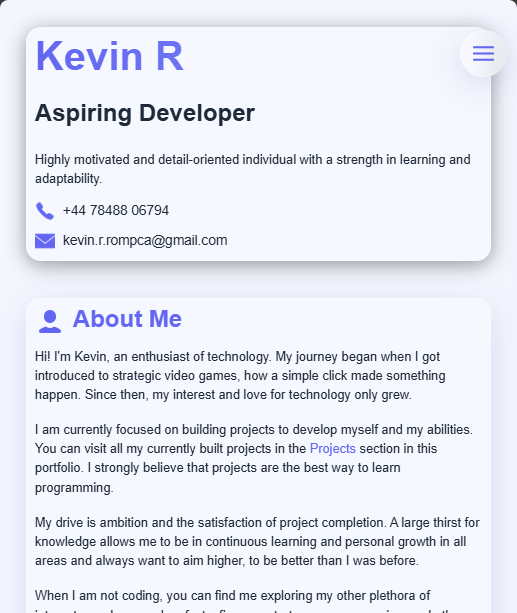 Kevin R
Aspiring Developer
Highly motivated and detail-oriented individual with a strength in learning and
adaptability.
+44 78488 06794
kevin.r.rompca@gmail.com
About Me
Hi! I'm Kevin, an enthusiast of technology. My journey began when I got
introduced to strategic video games, how a simple click made something
happen. Since then, my interest and love for technology only grew.
I am currently focused on building projects to develop myself and my abilities.
You can visit all my currently built projects in the Projects section in this
portfolio. I strongly believe that projects are the best way to learn
programming.
My drive is ambition and the satisfaction of project completion. A large thirst for
knowledge allows me to be in continuous learning and personal growth in all
areas and always want to aim higher, to be better than I was before.
When I am not coding, you can find me exploring my other plethora of